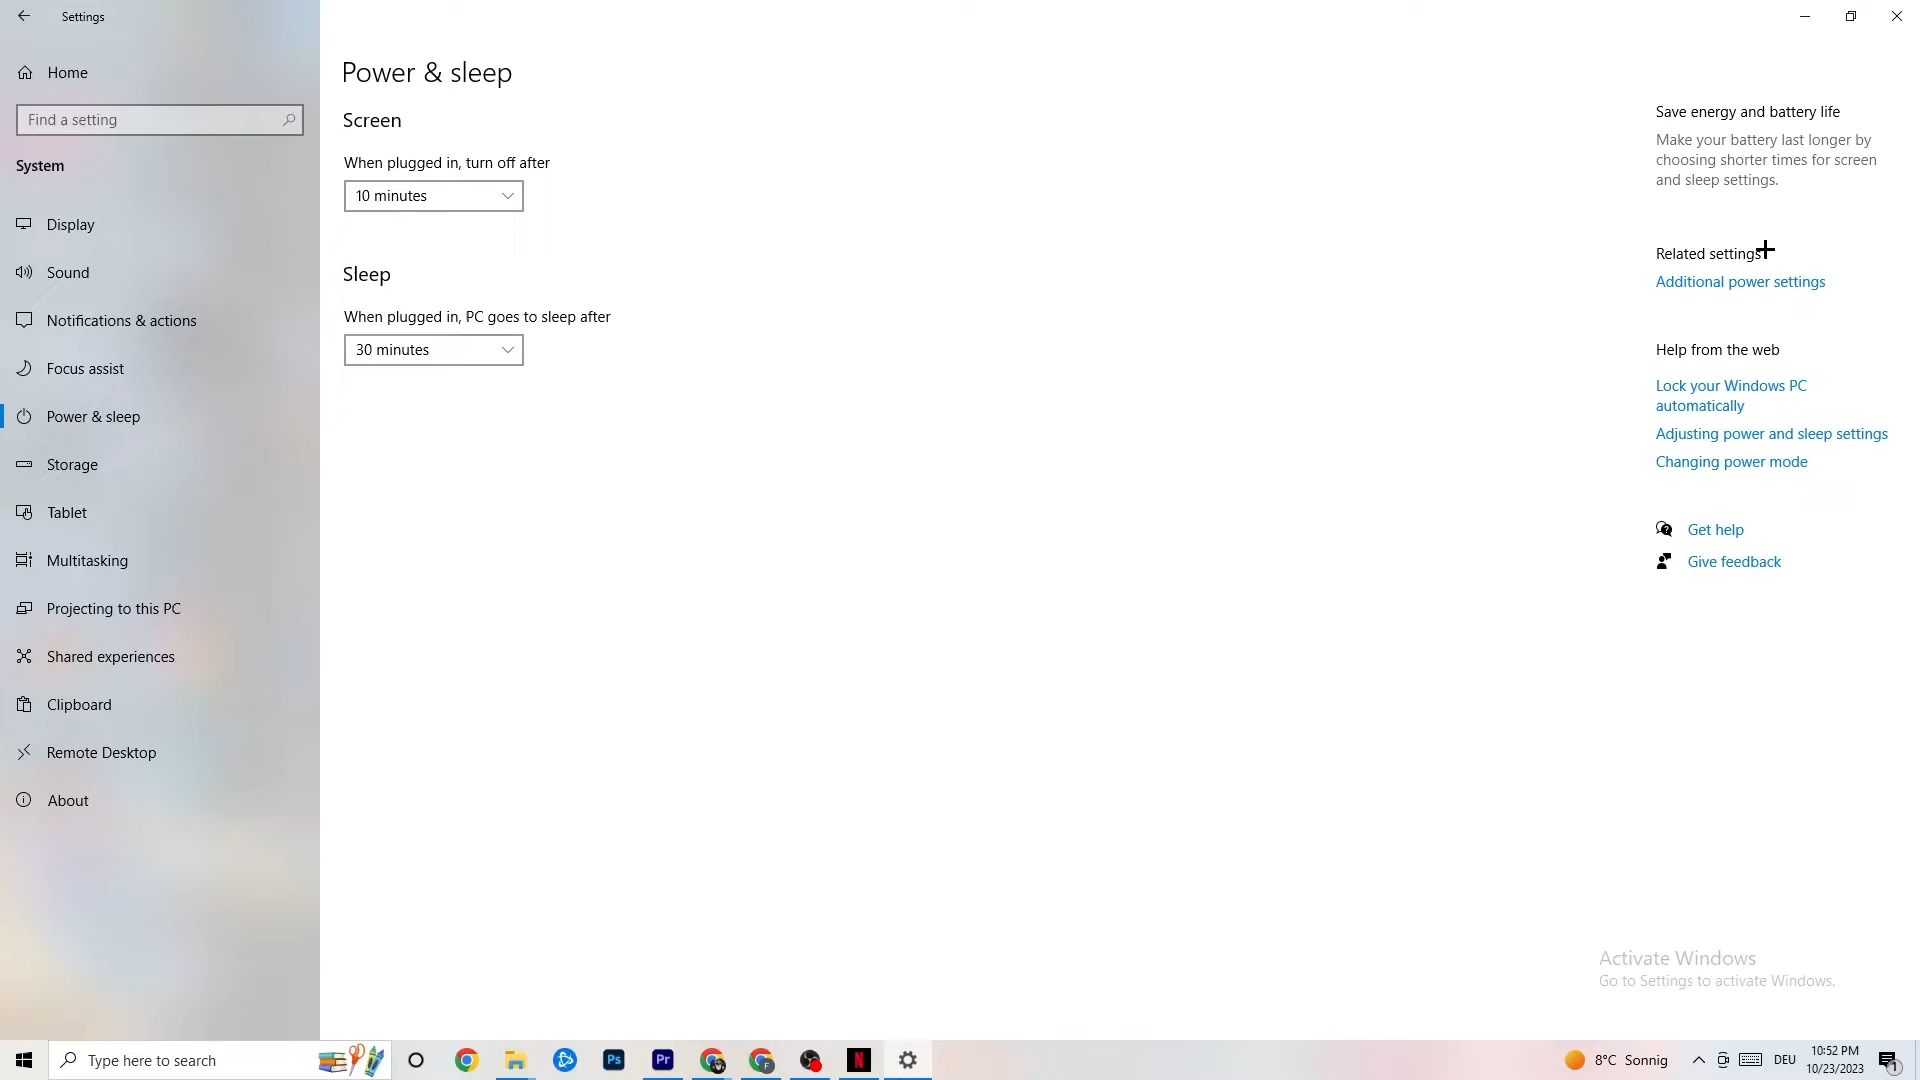 Settings
Home
Find a setting
System
Display
Sound
Notifications & actions
Focus assist
Power & sleep
Storage
Tablet
Multitasking
Projecting to this PC
Shared experiences
Clipboard
Remote Desktop
About
Power & sleep
Screen
When plugged in, turn off after
10 minutes
Sleep
When plugged in, PC goes to sleep after
30 minutes
Save energy and battery life
Make your battery last longer by
choosing shorter times for screen
and sleep settings.
Related settings
Additional power settings
Help from the web
Lock your Windows PC
automatically
Adjusting power and sleep settings
Changing power mode
Get help
Give feedback
Activate Windows
Go to Settings to activate Windows.
Type here to search
Ps
Pr
F
N
8°C Sonnig
DEU
10:52 PM
10/23/2023
1